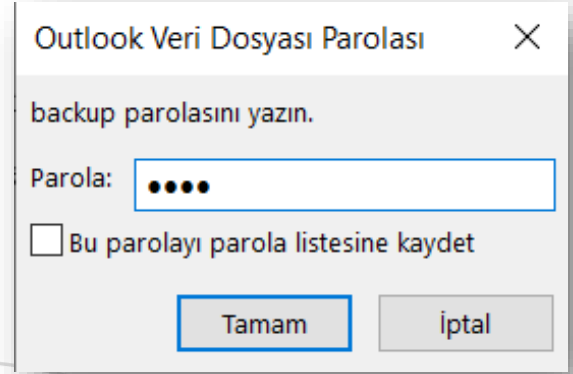 Outlook Veri Dosyası Parolası
backup parolasını yazın.
Parola: ••••
Bu parolayı parola listesine kaydet
Tamam İptal